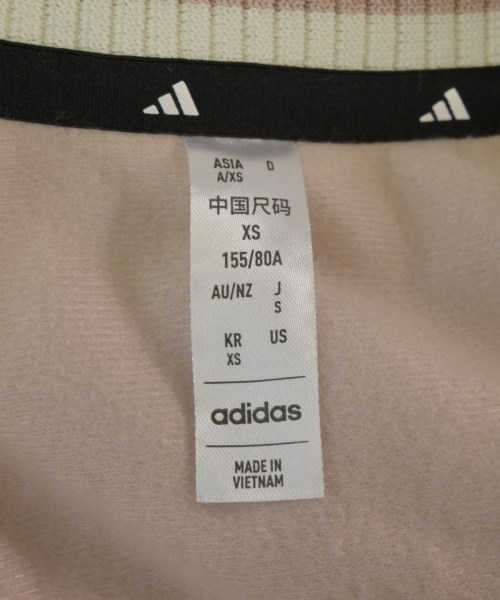 ASIA D
A/XS
中国尺码
XS
155/80A
AU/NZ J
S
KR US
XS
adidas
MADE IN
VIETNAM